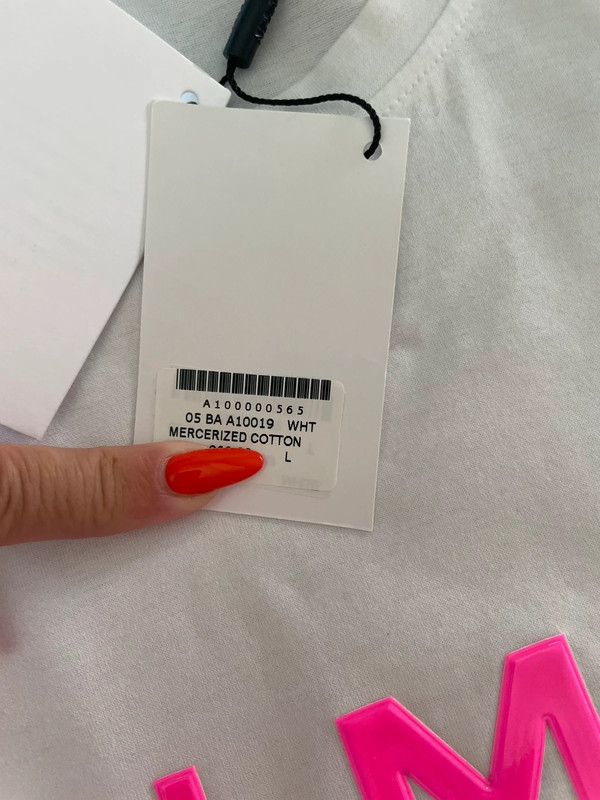 A100000565
05 BA A10019 WHT
MERCERIZED COTTON
L
M